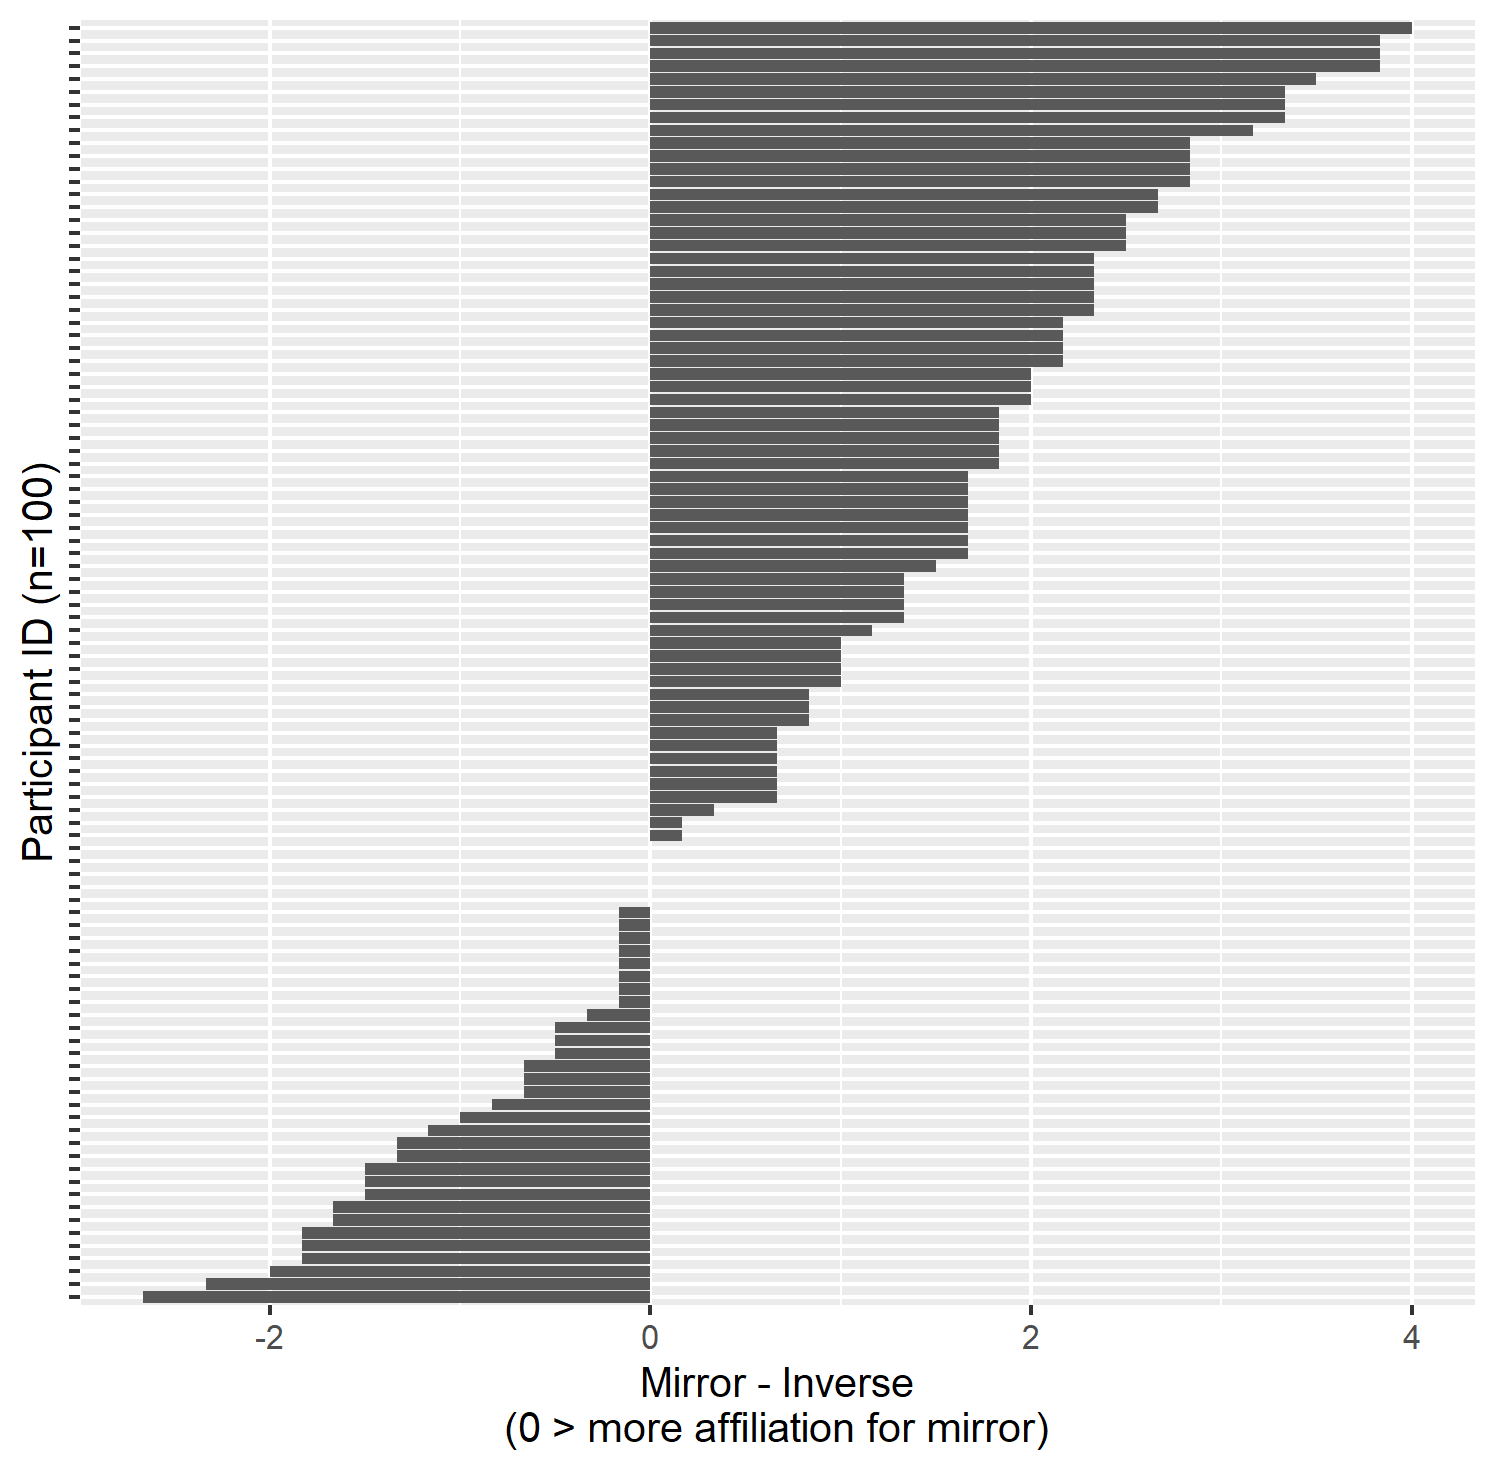 Participant ID (n=100)
-2 0 2 4
Mirror - Inverse
(0 > more affiliation for mirror)